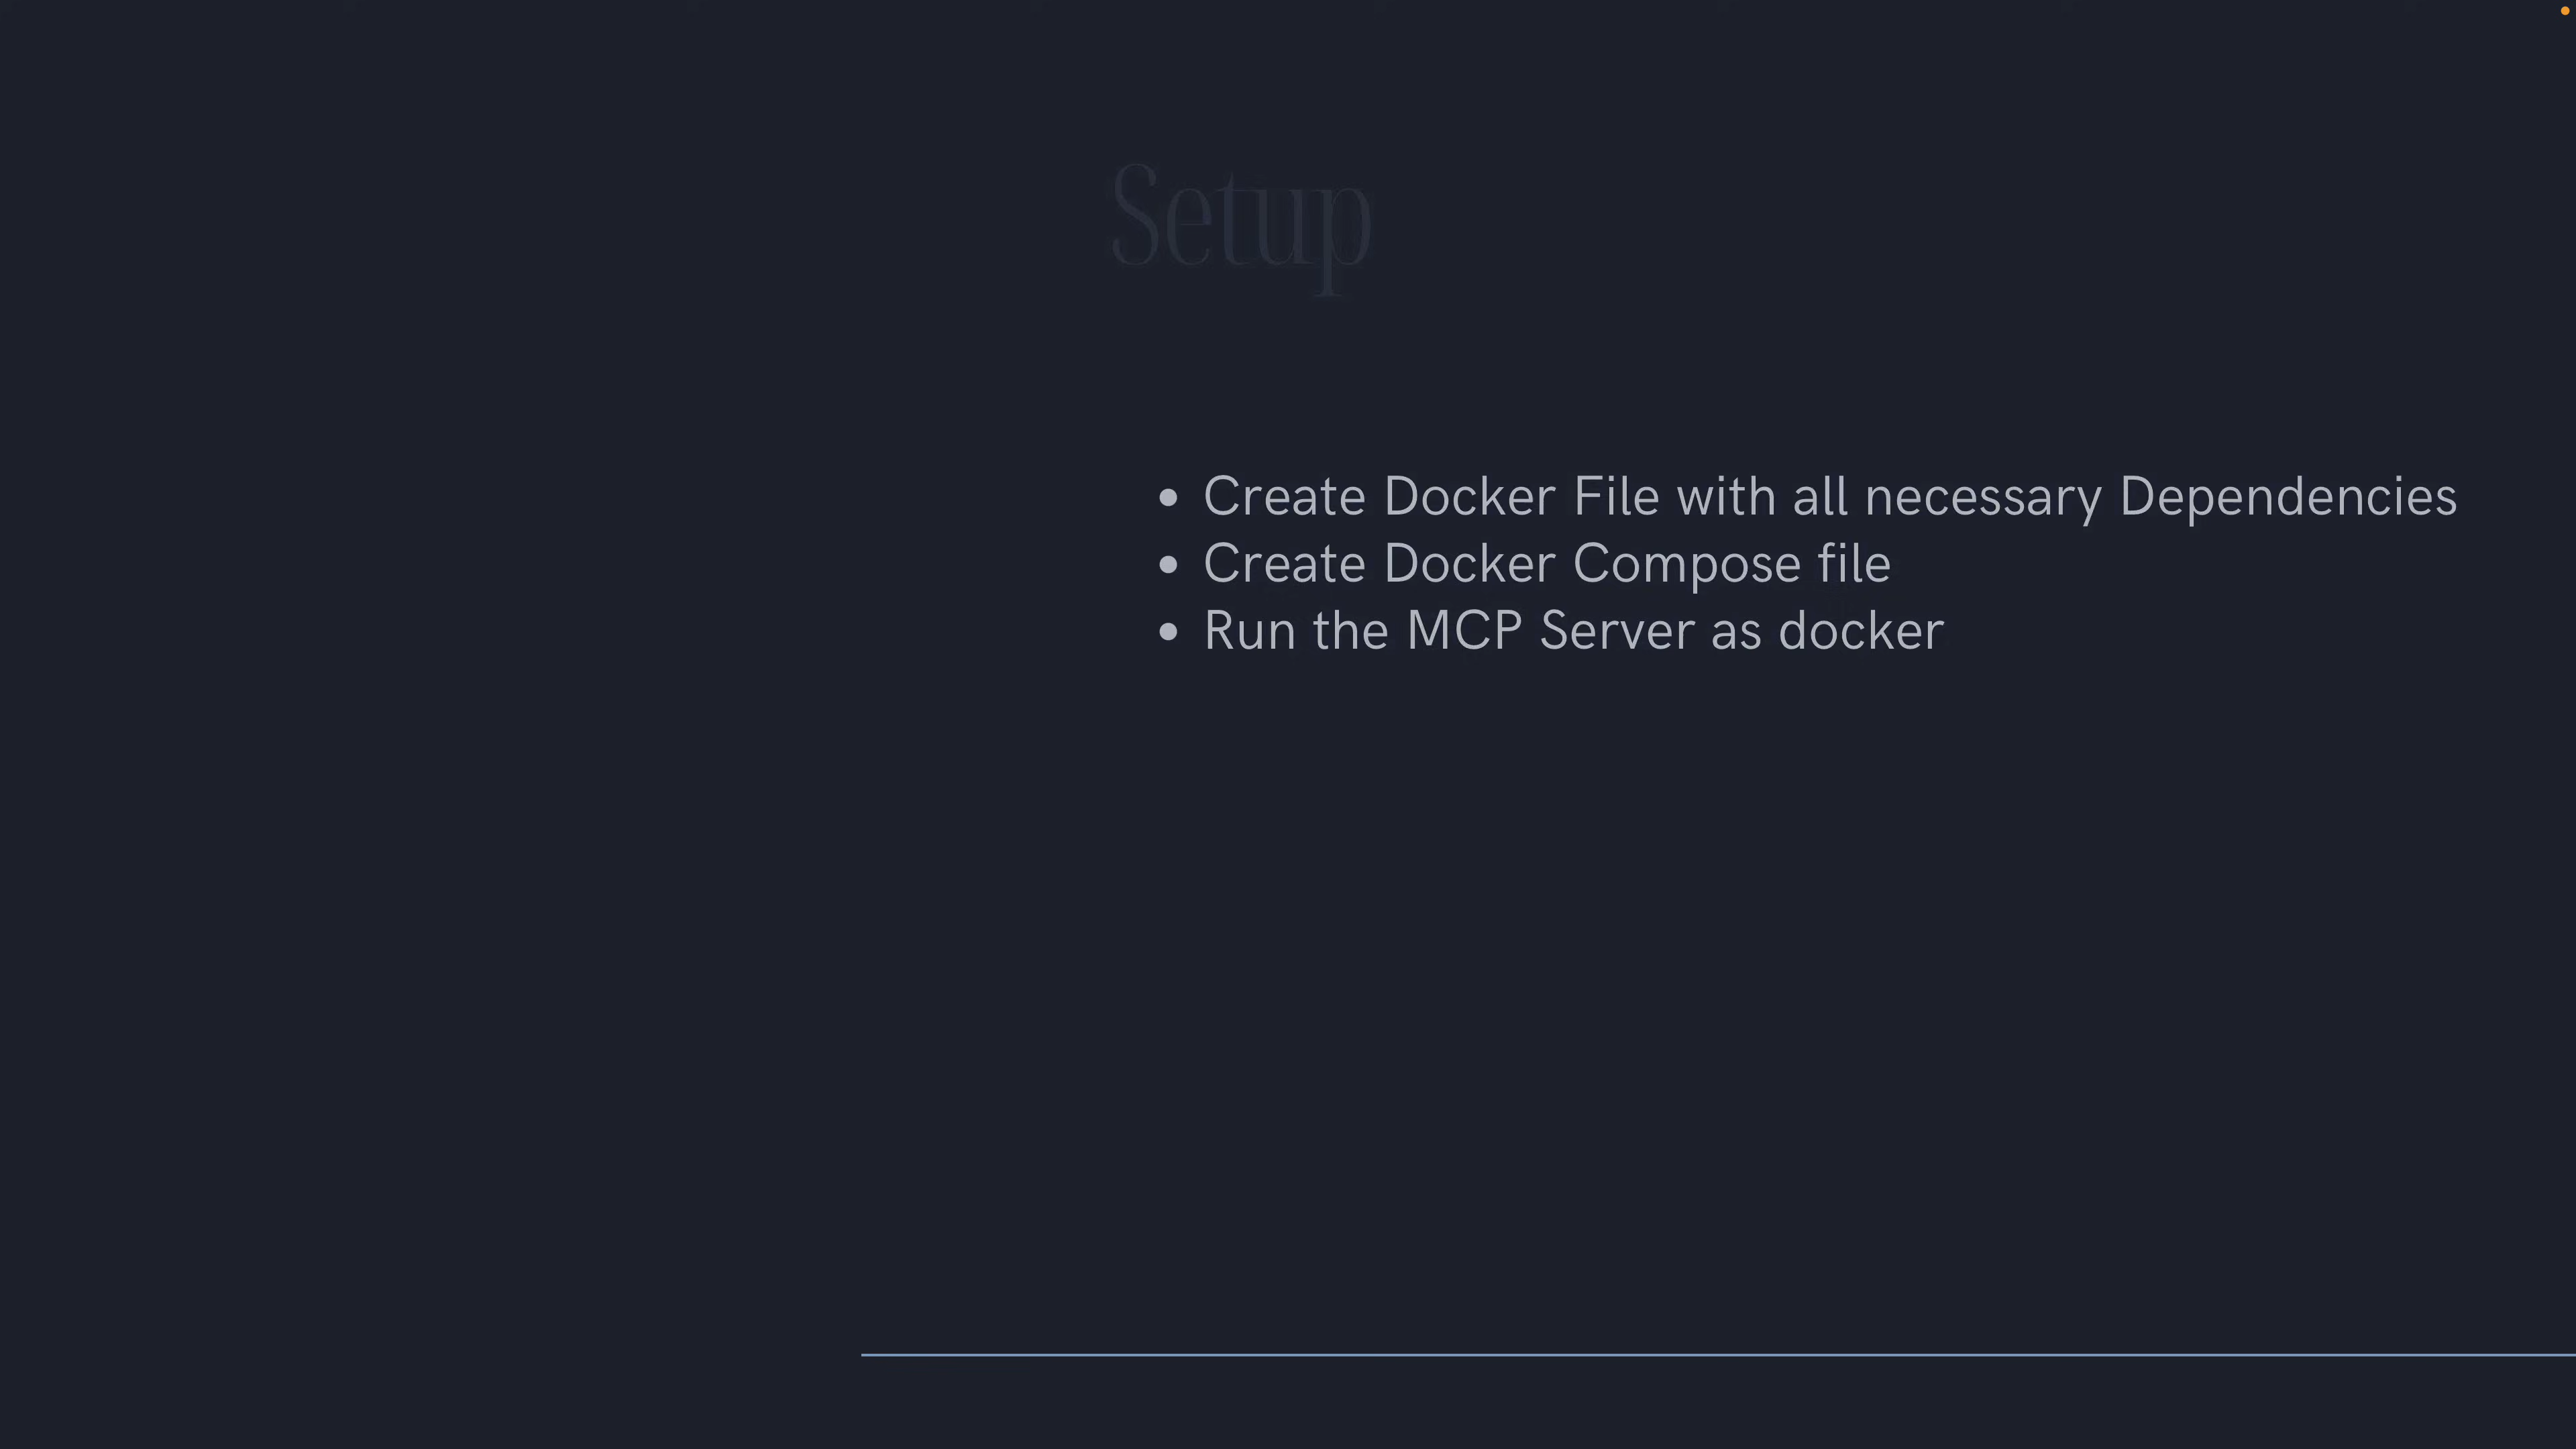 Setup
• Create Docker File with all necessary Dependencies
• Create Docker Compose file
• Run the MCP Server as docker